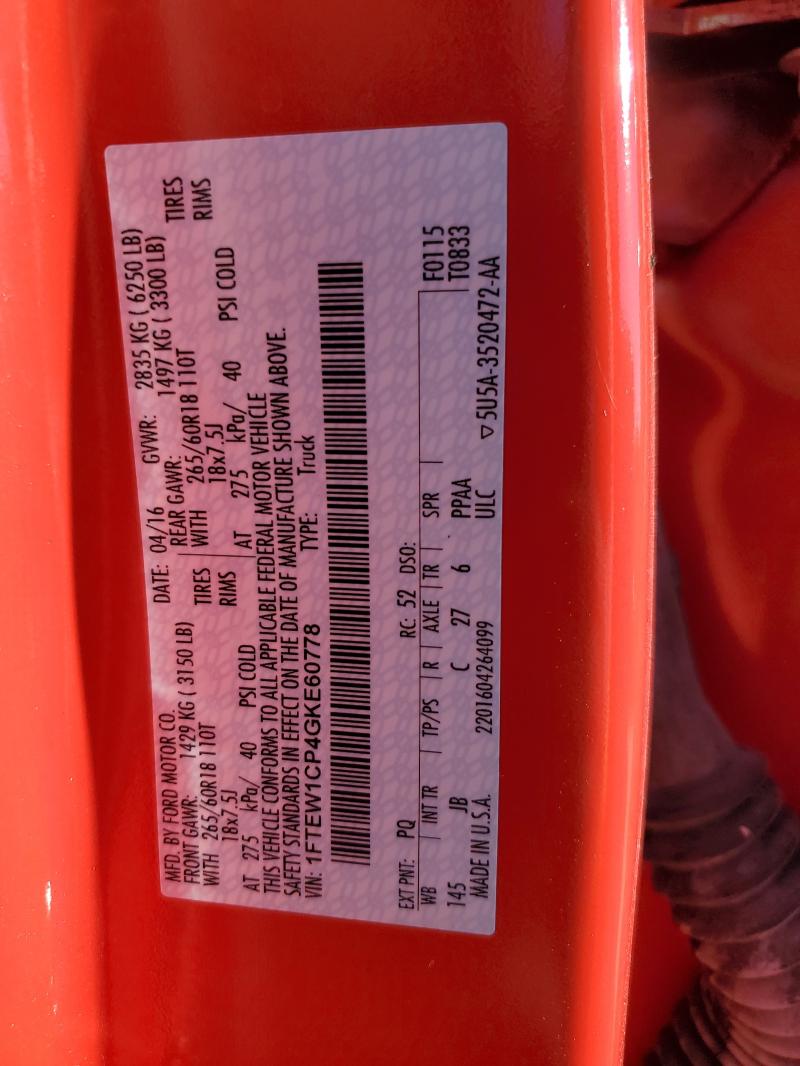 MFD. BY FORD MOTOR CO.
DATE: 04/16 GVWR: 2835 KG ( 6250 LB)
FRONT GAWR: 1429 KG ( 3150 LB) REAR GAWR: 1497 KG ( 3300 LB)
WITH 265/60R18 110T TIRES WITH 265/60R18 110T TIRES
18x7.5J RIMS 18x7.5J RIMS
AT 275 kPa/ 40 PSI COLD AT 275 kPa/ 40 PSI COLD
THIS VEHICLE CONFORMS TO ALL APPLICABLE FEDERAL MOTOR VEHICLE
SAFETY STANDARDS IN EFFECT ON THE DATE OF MANUFACTURE SHOWN ABOVE.
VIN: 1FTEW1CP4GKE60778 TYPE: Truck
EXT PNT: PQ RC: 52 DSO: F0115
WB INT TR TP/PS R AXLE TR SPR T0833
145 JB C 27 6 PPAA
MADE IN U.S.A. 2201604264099 ULC ▽5U5A-3520472-AA